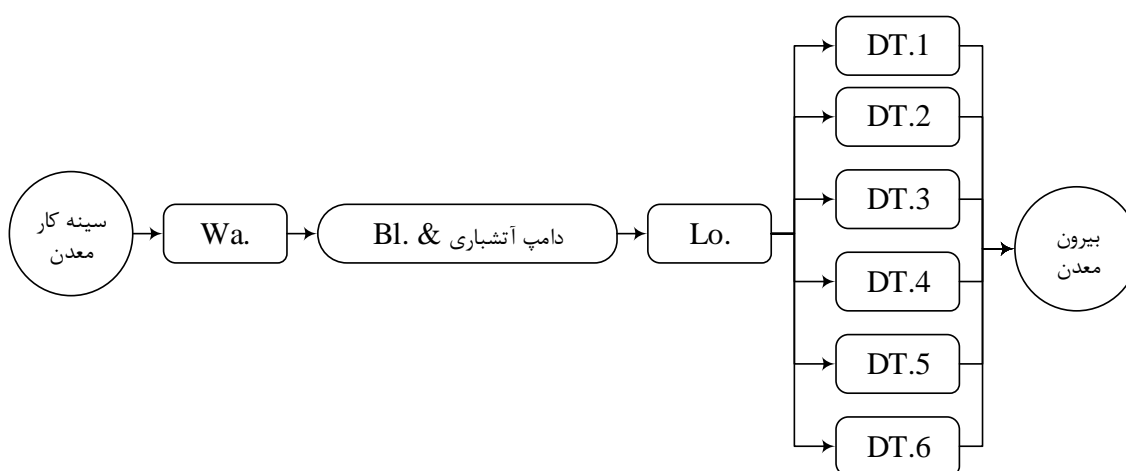 سینه کار
معدن
Wa.
Bl. & دامپ آتشباری
Lo.
DT.1
DT.2
DT.3
DT.4
DT.5
DT.6
بیرون
معدن